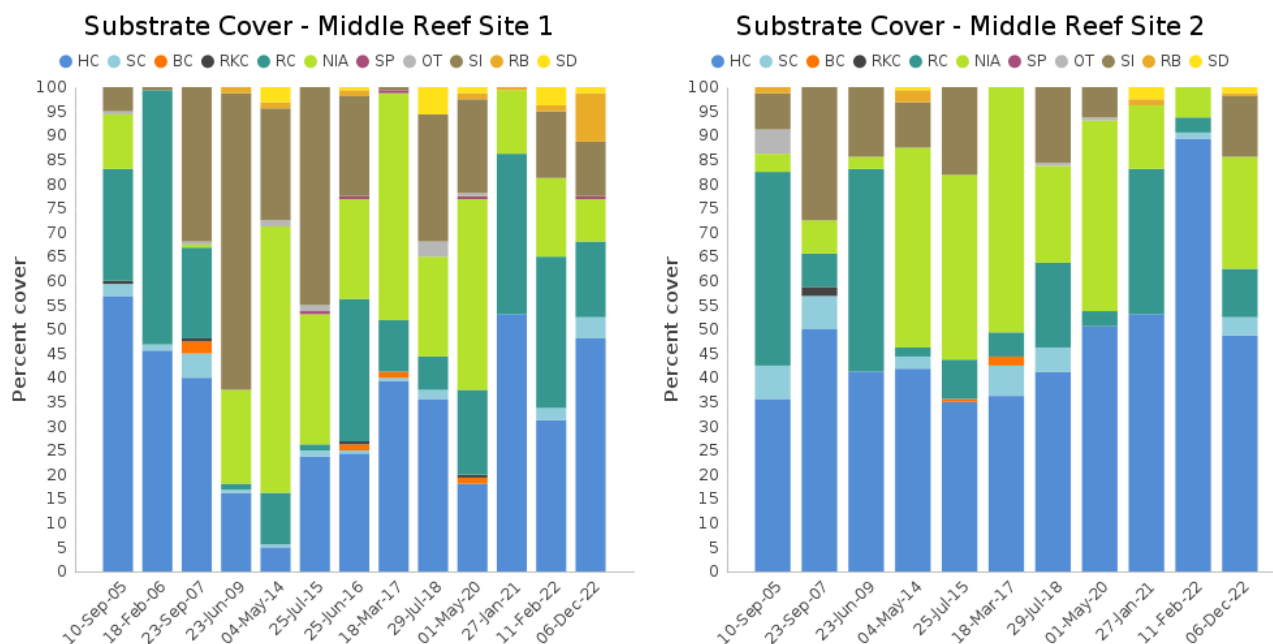 Substrate Cover - Middle Reef Site 1
HC SC BC RKC RC NIA SP OT SI RB SD
Percent cover
100
95
90
85
80
75
70
65
60
55
50
45
40
35
30
25
20
15
10
5
0
10-Sep-05
18-Feb-06
23-Sep-07
23-Jun-09
04-May-14
25-Jul-15
25-Jun-16
18-Mar-17
29-Jul-18
01-May-20
27-Jan-21
11-Feb-22
06-Dec-22
Substrate Cover - Middle Reef Site 2
HC SC BC RKC RC NIA SP OT SI RB SD
Percent cover
100
95
90
85
80
75
70
65
60
55
50
45
40
35
30
25
20
15
10
5
0
10-Sep-05
23-Sep-07
23-Jun-09
04-May-14
25-Jul-15
18-Mar-17
29-Jul-18
01-May-20
27-Jan-21
11-Feb-22
06-Dec-22